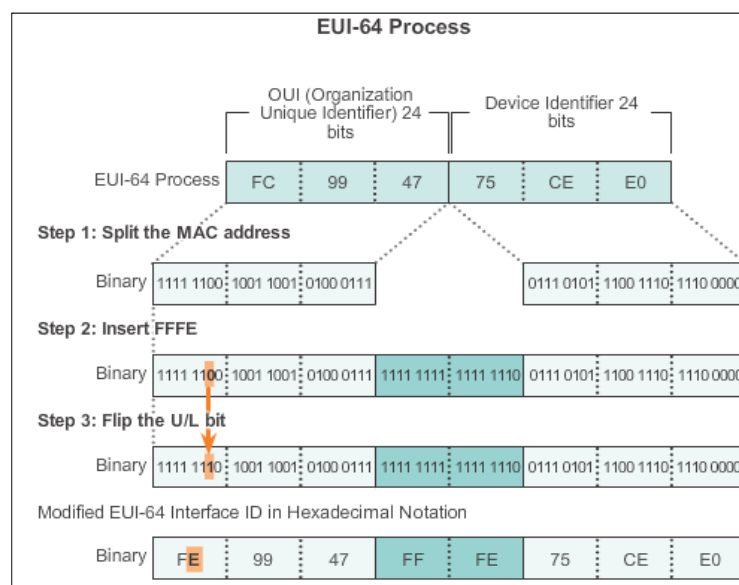 EUI-64 Process
OUI (Organization
Unique Identifier) 24
bits
Device Identifier 24
bits
EUI-64 Process FC 99 47 75 CE E0
Step 1: Split the MAC address
Binary 1111 1100 1001 1001 0100 0111 0111 0101 1100 1110 1110 0000
Step 2: Insert FFFE
Binary 1111 1100 1001 1001 0100 0111 1111 1111 1111 1110 0111 0101 1100 1110 1110 0000
Step 3: Flip the U/L bit
Binary 1111 1110 1001 1001 0100 0111 1111 1111 1111 1110 0111 0101 1100 1110 1110 0000
Modified EUI-64 Interface ID in Hexadecimal Notation
Binary FE 99 47 FF FE 75 CE E0